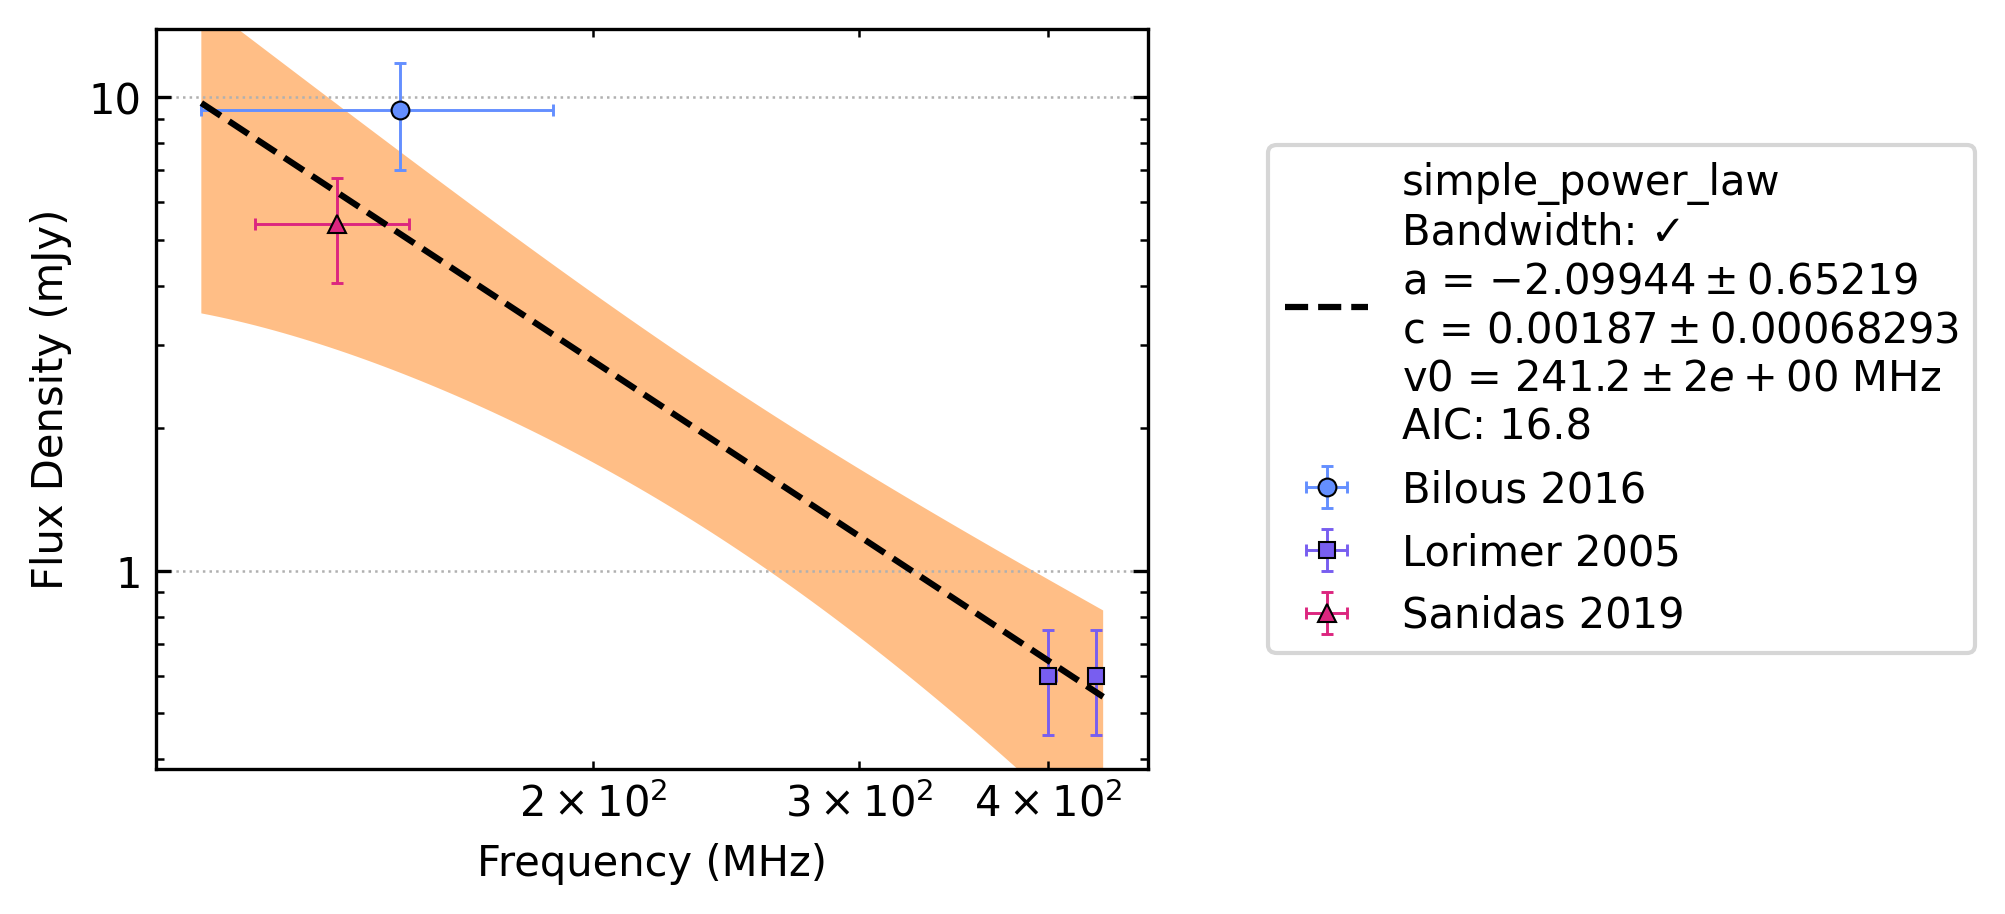 10
1
Flux Density (mJy)
2 × 10²
3 × 10²
4 × 10²
Frequency (MHz)
simple_power_law
Bandwidth: ✓
a = −2.09944 ± 0.65219
c = 0.00187 ± 0.00068293
v0 = 241.2 ± 2e + 00 MHz
AIC: 16.8
Bilous 2016
Lorimer 2005
Sanidas 2019